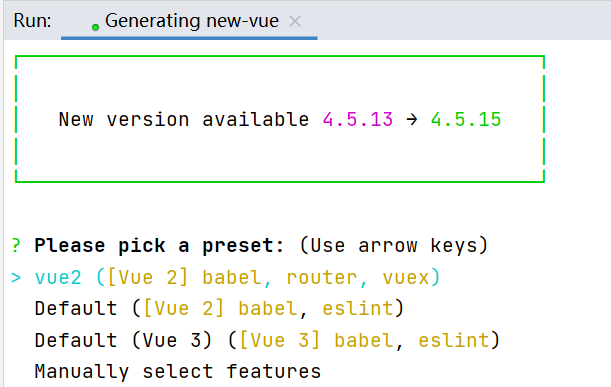 Run: Generating new-vue ×
New version available 4.5.13 → 4.5.15
? Please pick a preset: (Use arrow keys)
> vue2 ([Vue 2] babel, router, vuex)
Default ([Vue 2] babel, eslint)
Default (Vue 3) ([Vue 3] babel, eslint)
Manually select features